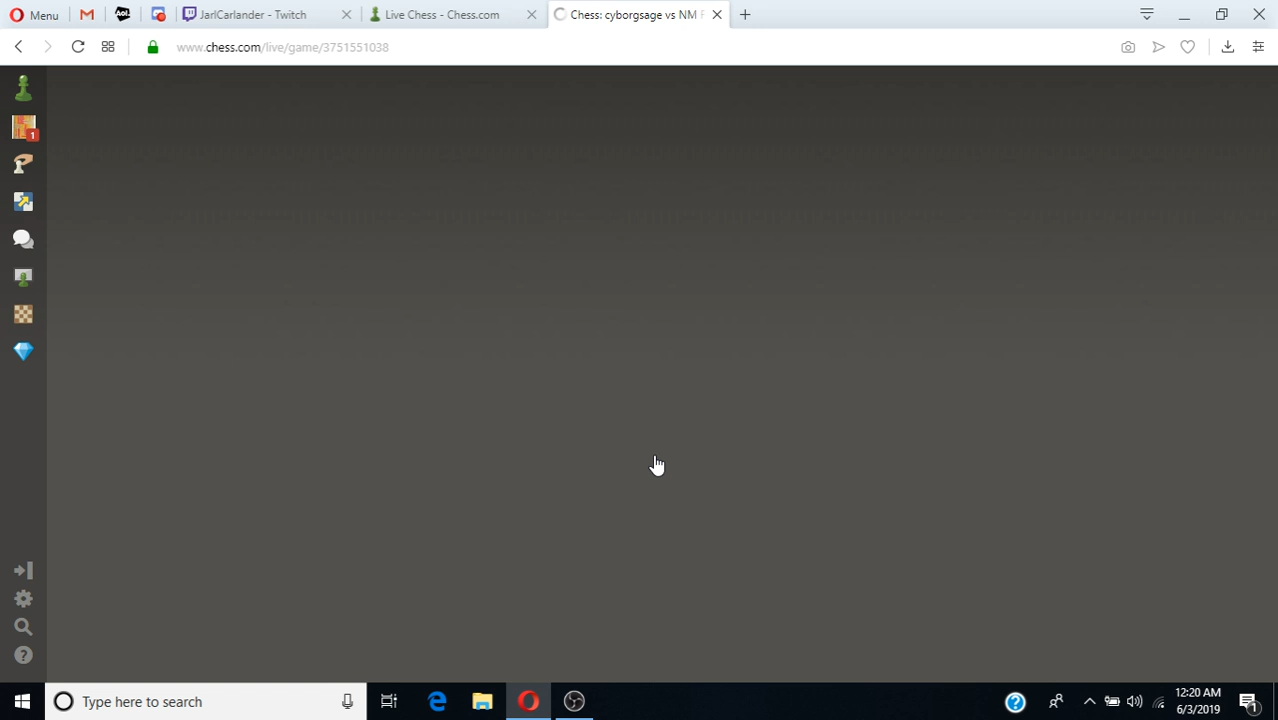 Menu
Aol.
JarlCarlander - Twitch
Live Chess - Chess.com
Chess: cyborgsage vs NM F
www.chess.com/live/game/3751551038
1
Type here to search
12:20 AM
6/3/2019
1